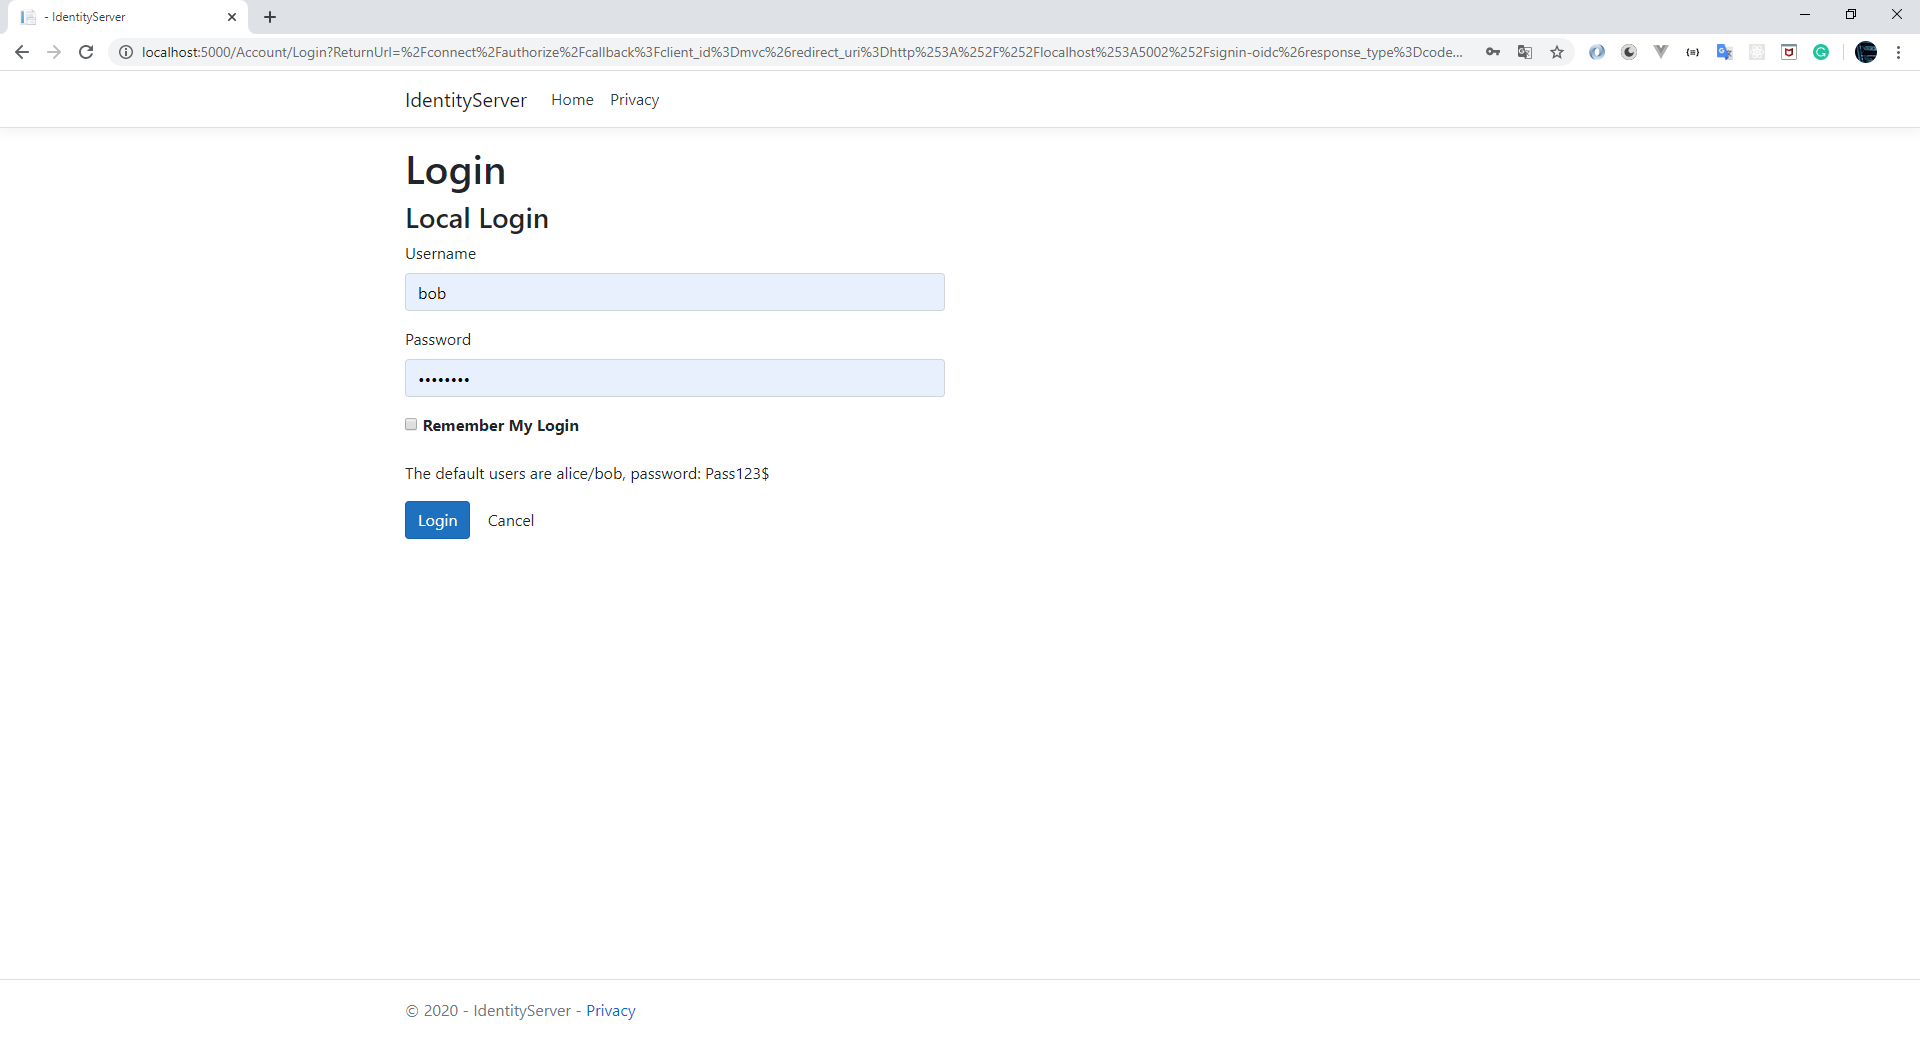 - IdentityServer
localhost:5000/Account/Login?ReturnUrl=%2Fconnect%2Fauthorize%2Fcallback%3Fclient_id%3Dmvc%26redirect_uri%3Dhttp%253A%252F%252Flocalhost%253A5002%252Fsignin-oidc%26response_type%3Dcode...
IdentityServer Home Privacy
Login
Local Login
Username
bob
Password
••••••••
Remember My Login
The default users are alice/bob, password: Pass123$
Login Cancel
© 2020 - IdentityServer - Privacy